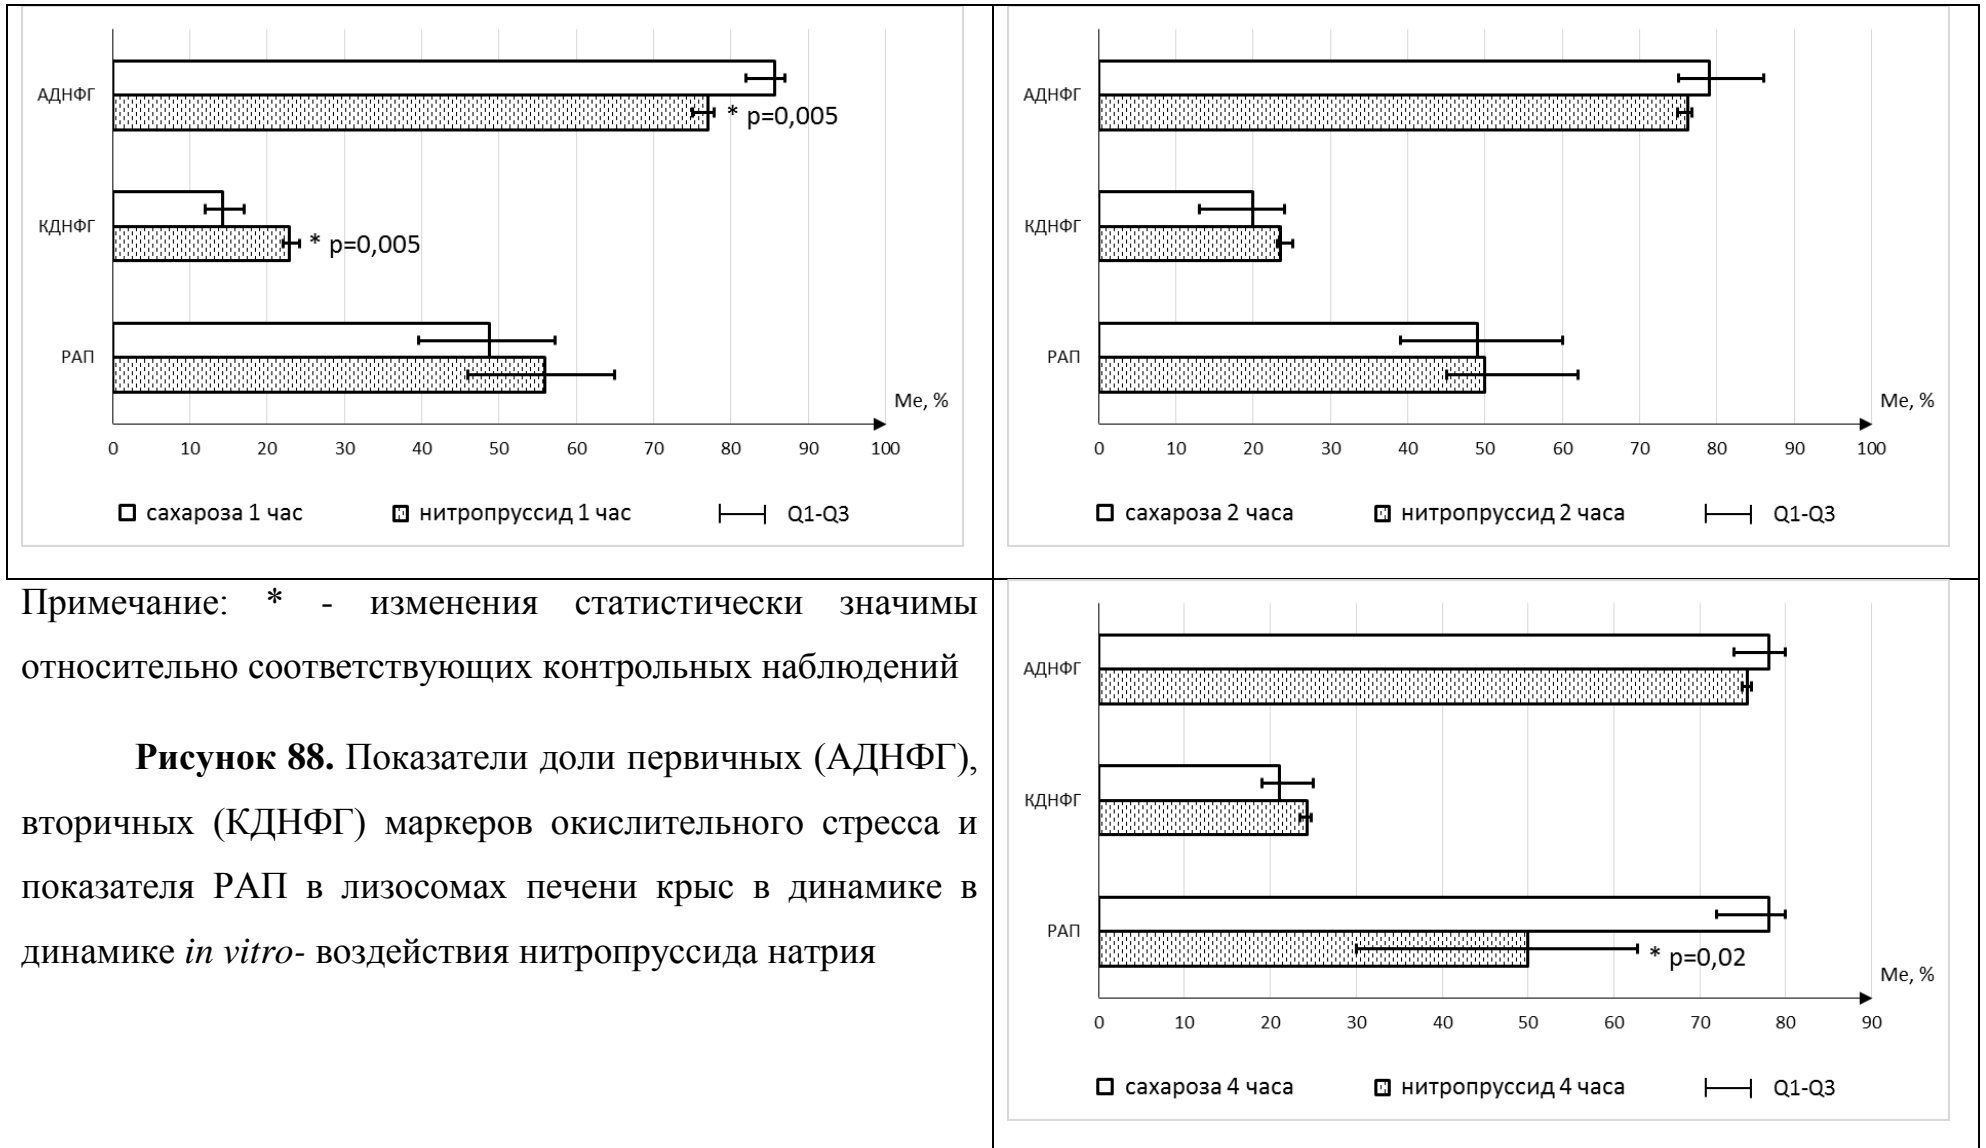 АДНФГ
* p=0,005
КДНФГ
* p=0,005
РАП
Me, %
0 10 20 30 40 50 60 70 80 90 100
сахароза 1 час нитропруссид 1 час Q1-Q3
АДНФГ
КДНФГ
РАП
Me, %
0 10 20 30 40 50 60 70 80 90 100
сахароза 2 часа нитропруссид 2 часа Q1-Q3
Примечание: * - изменения статистически значимы
относительно соответствующих контрольных наблюдений
Рисунок 88. Показатели доли первичных (АДНФГ),
вторичных (КДНФГ) маркеров окислительного стресса и
показателя РАП в лизосомах печени крыс в динамике в
динамике in vitro- воздействия нитропруссида натрия
АДНФГ
КДНФГ
РАП
* p=0,02
Me, %
0 10 20 30 40 50 60 70 80 90
сахароза 4 часа нитропруссид 4 часа Q1-Q3